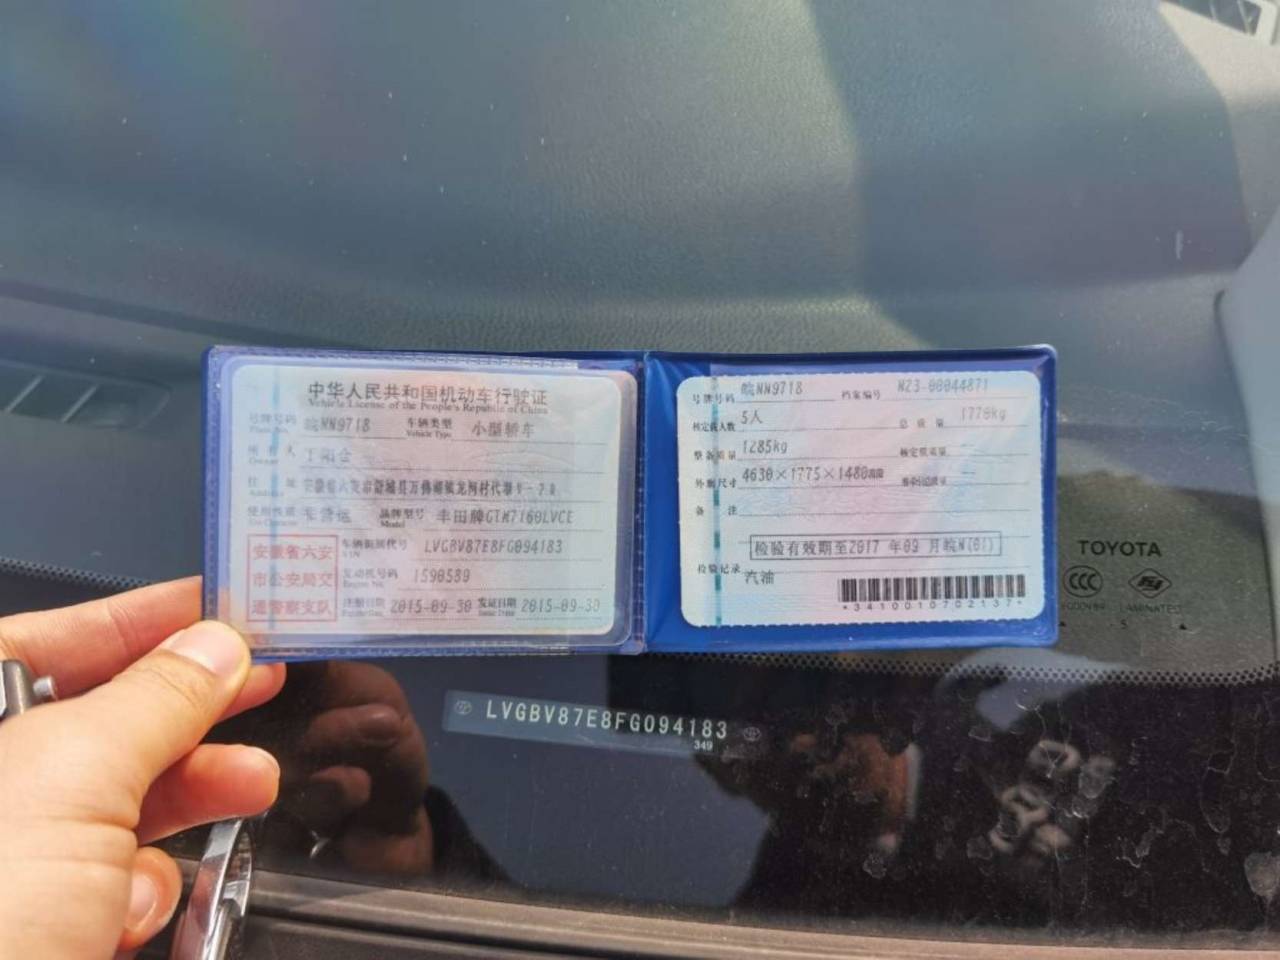 中华人民共和国机动车行驶证
Vehicle License of the People's Republic of China
号牌号码 皖NN9718 车辆类型 小型轿车
Plate No. Vehicle Type
所有人
Owner
住址
Address
使用性质 非营运 品牌型号 丰田牌GTM7160LVCE
Use Character Model
安徽省六安
市公安局交
通警察支队
车辆识别代号 LVGBV87E8FG094183
VIN
发动机号码 1590589
Engine No.
注册日期 2015-09-30 发证日期 2015-09-30
Register Date Issue Date
号牌号码 皖NN9718 档案编号 NZ3-00044871
核定载人数 5人 总质量 1770kg
整备质量 1285kg 核定载质量 --
外廓尺寸 4630×1775×1480mm 准牵引总质量 --
备注
检验有效期至2017 年09 月皖N(01)
检验记录
汽油
*3410010702137*
TOYOTA
CCC
LAMINATED
LVGBV87E8FG094183
349